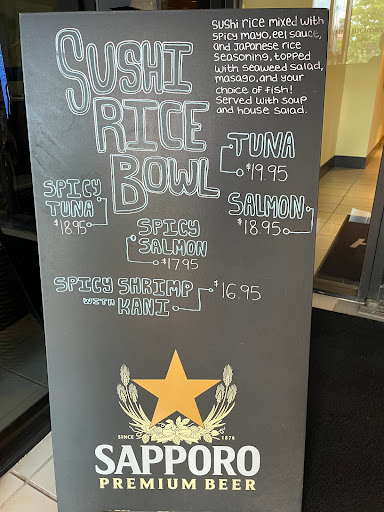 SUSHI
RICE
BOWL
sushi rice mixed with
spicy mayo, eel sauce,
and Japanese rice
seasoning, topped
with seaweed salad,
masago, and your
choice of fish!
Served with soup
and house salad.
TUNA
$19.95
SPICY
TUNA
$18.95
SALMON
$18.95
SPICY
SALMON
$17.95
SPICY SHRIMP
WITH KANI
$16.95
SINCE 1876
SAPPORO
PREMIUM BEER